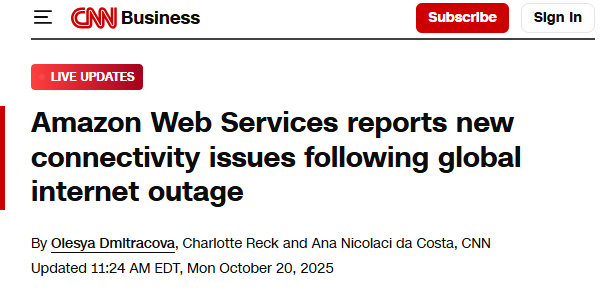 CNN Business
Subscribe
Sign in
LIVE UPDATES
Amazon Web Services reports new
connectivity issues following global
internet outage
By Olesya Dmitracova, Charlotte Reck and Ana Nicolaci da Costa, CNN
Updated 11:24 AM EDT, Mon October 20, 2025